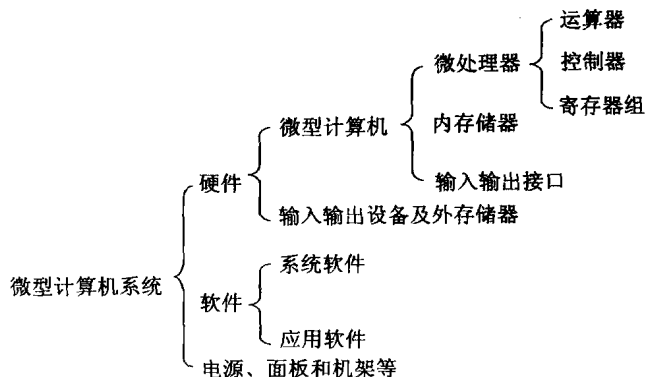 运算器
微处理器
控制器
寄存器组
微型计算机
内存储器
硬件
输入输出接口
输入输出设备及外存储器
微型计算机系统
系统软件
软件
应用软件
电源、面板和机架等